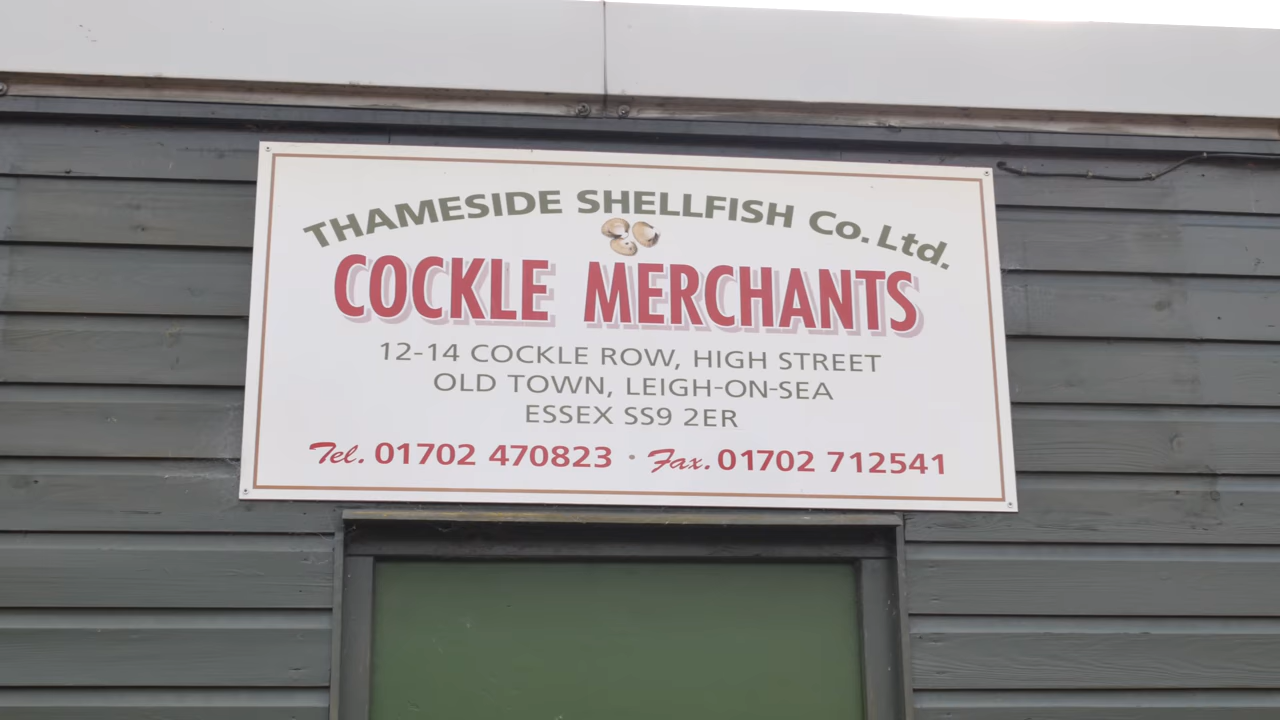 THAMESIDE SHELLFISH Co. Ltd.
COCKLE MERCHANTS
12-14 COCKLE ROW, HIGH STREET
OLD TOWN, LEIGH-ON-SEA
ESSEX SS9 2ER
Tel. 01702 470823 • Fax. 01702 712541